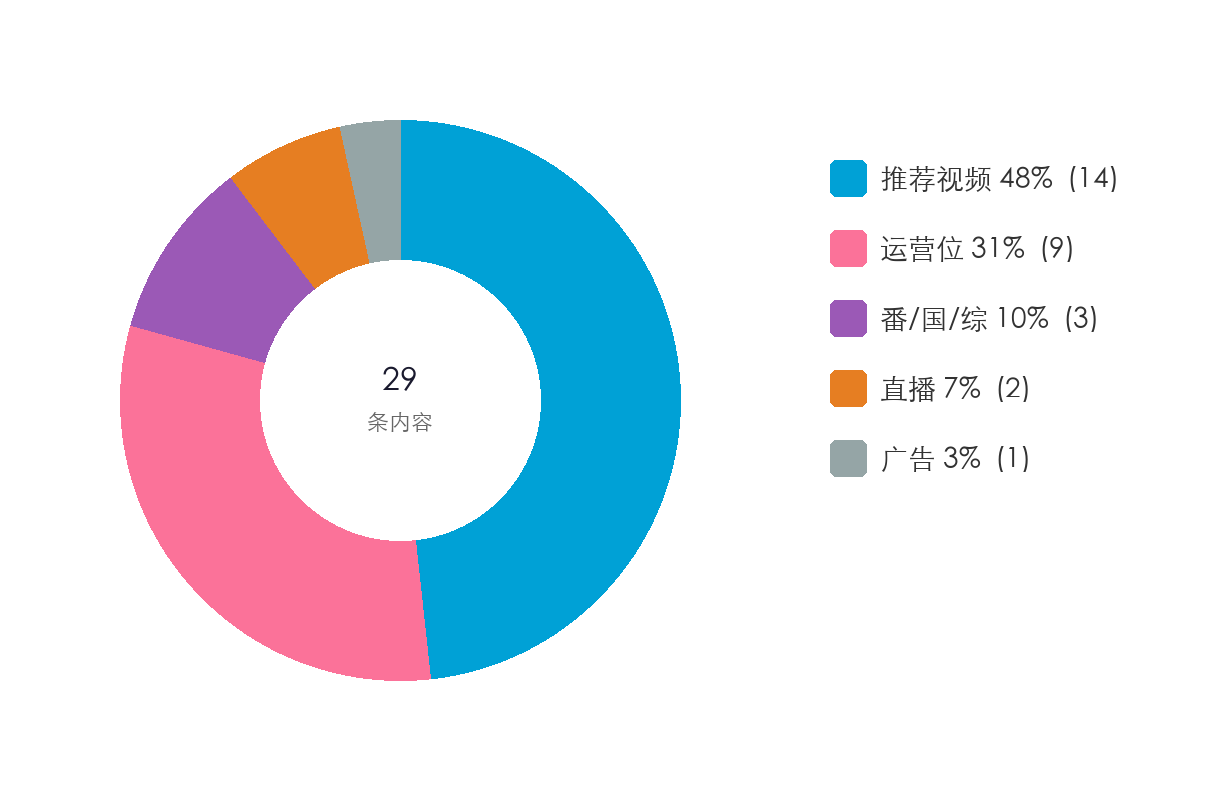 29
条内容
推荐视频 48% (14)
运营位 31% (9)
番/国/综 10% (3)
直播 7% (2)
广告 3% (1)